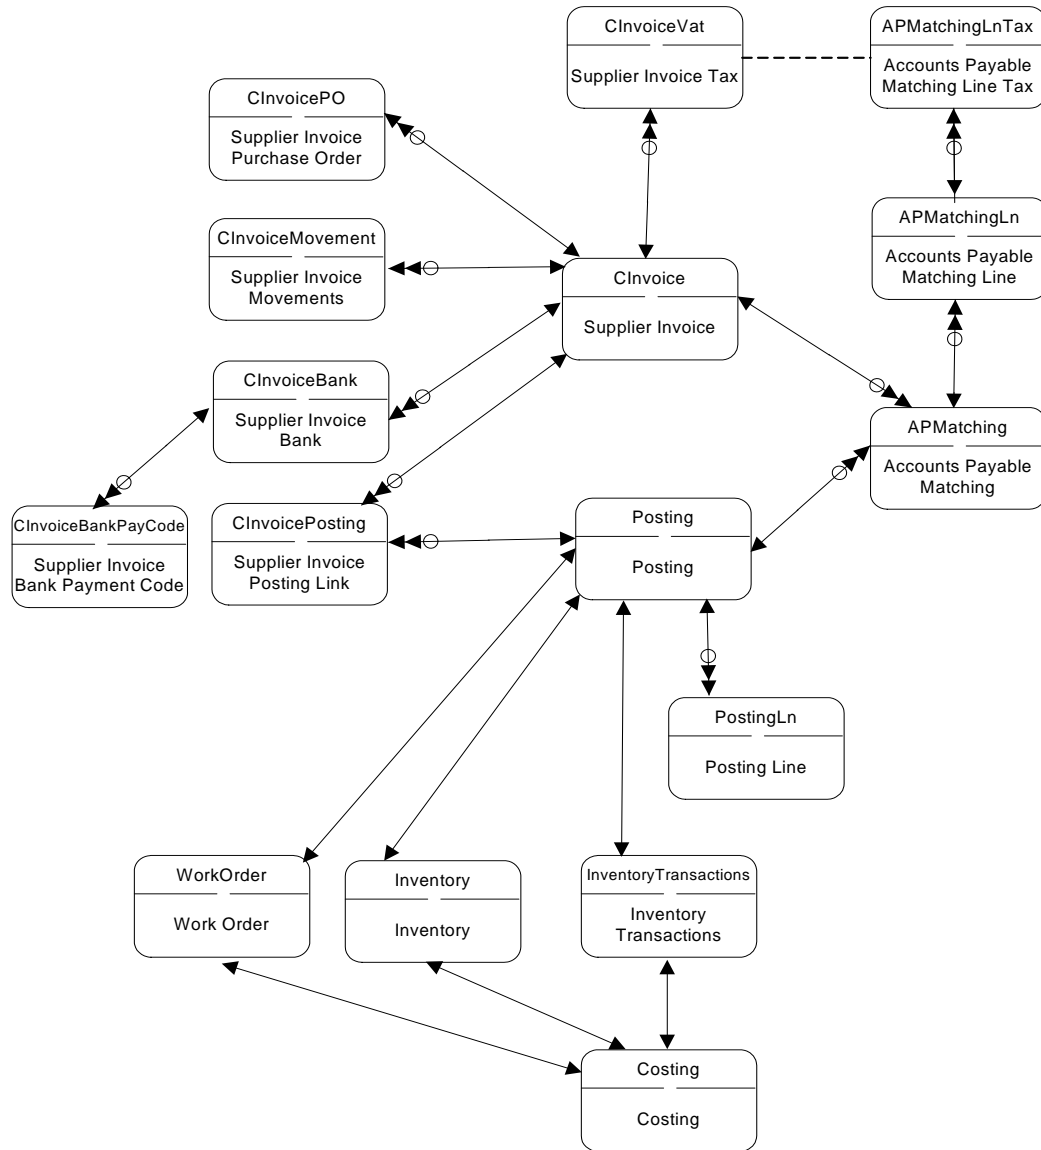 CInvoiceVat
Supplier Invoice Tax
APMatchingLnTax
Accounts Payable
Matching Line Tax
CInvoicePO
Supplier Invoice
Purchase Order
CInvoiceMovement
Supplier Invoice
Movements
CInvoice
Supplier Invoice
APMatchingLn
Accounts Payable
Matching Line
CInvoiceBank
Supplier Invoice
Bank
APMatching
Accounts Payable
Matching
CInvoiceBankPayCode
Supplier Invoice
Bank Payment Code
CInvoicePosting
Supplier Invoice
Posting Link
Posting
Posting
PostingLn
Posting Line
WorkOrder
Work Order
Inventory
Inventory
InventoryTransactions
Inventory
Transactions
Costing
Costing